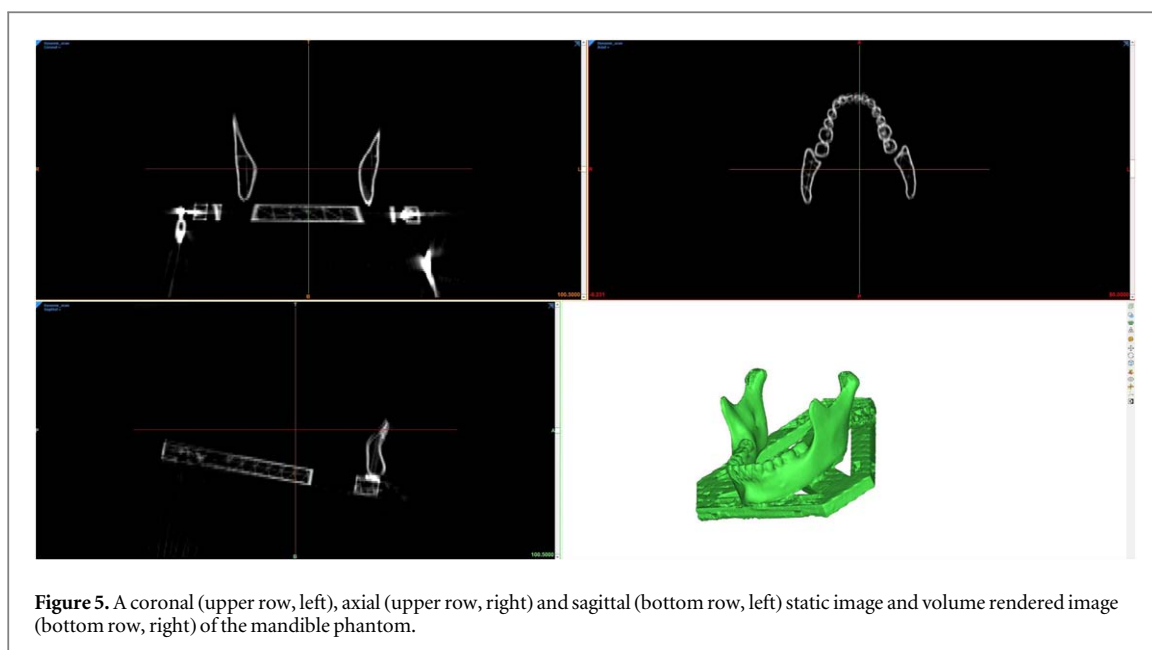 T
R
L
B
100.5000
A
R
L
P
T
P
A
B
100.5000
Figure 5. A coronal (upper row, left), axial (upper row, right) and sagittal (bottom row, left) static image and volume rendered image
(bottom row, right) of the mandible phantom.